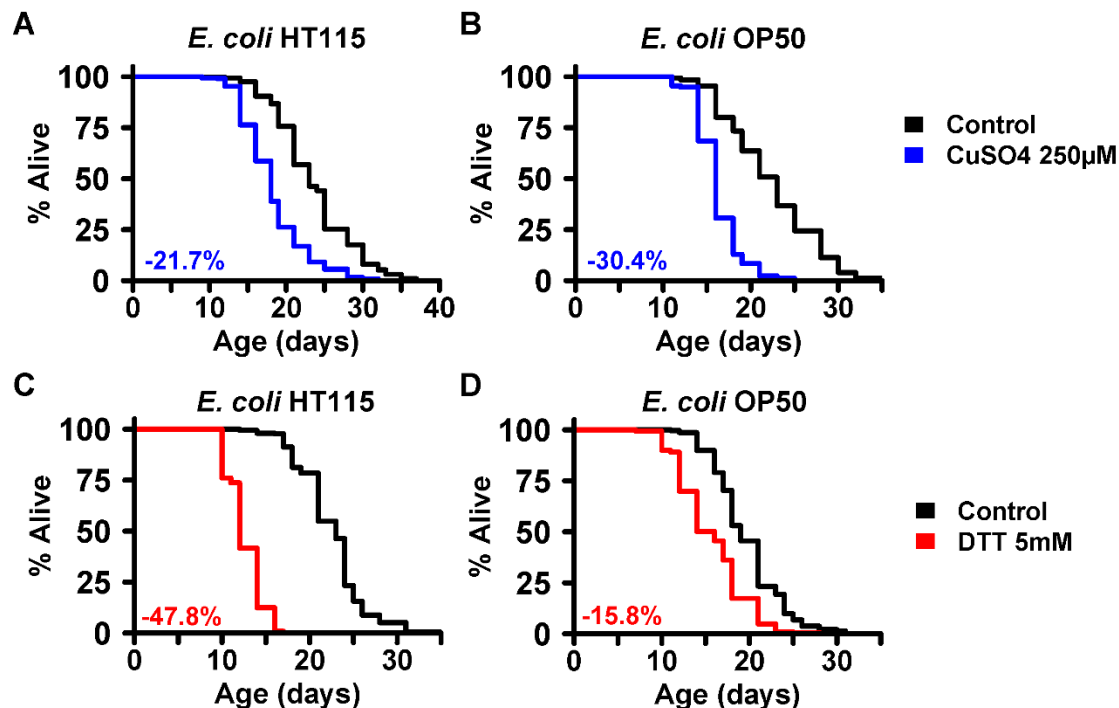 A
E. coli HT115
100
75
50
25
0
% Alive
-21.7%
0 10 20 30 40
Age (days)
B
E. coli OP50
100
75
50
25
0
% Alive
-30.4%
0 10 20 30
Age (days)
Control
CuSO4 250µM
C
E. coli HT115
100
75
50
25
0
% Alive
-47.8%
0 10 20 30
Age (days)
D
E. coli OP50
100
75
50
25
0
% Alive
-15.8%
0 10 20 30
Age (days)
Control
DTT 5mM